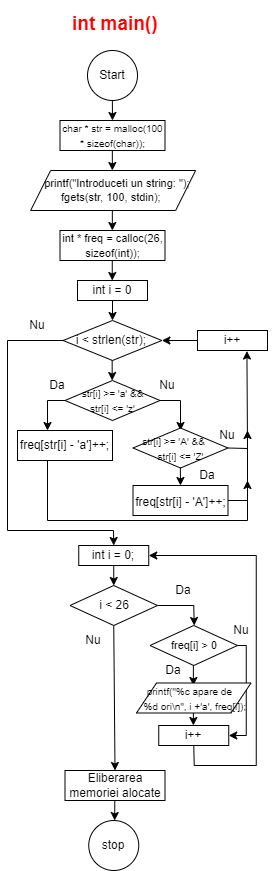 int main()
Start
char * str = malloc(100
* sizeof(char));
printf("Introduceti un string: ");
fgets(str, 100, stdin);
int * freq = calloc(26,
sizeof(int));
int i = 0
Nu
i < strlen(str);
i++
Da
str[i] >= 'a' &&
str[i] <= 'z'
Nu
freq[str[i] - 'a']++;
str[i] >= 'A' &&
str[i] <= 'Z'
Nu
Da
freq[str[i] - 'A']++;
int i = 0;
i < 26
Da
Nu
freq[i] > 0
Nu
Da
printf("%c apare de
%d ori\n", i +'a', freq[i]);
i++
Eliberarea
memoriei alocate
stop